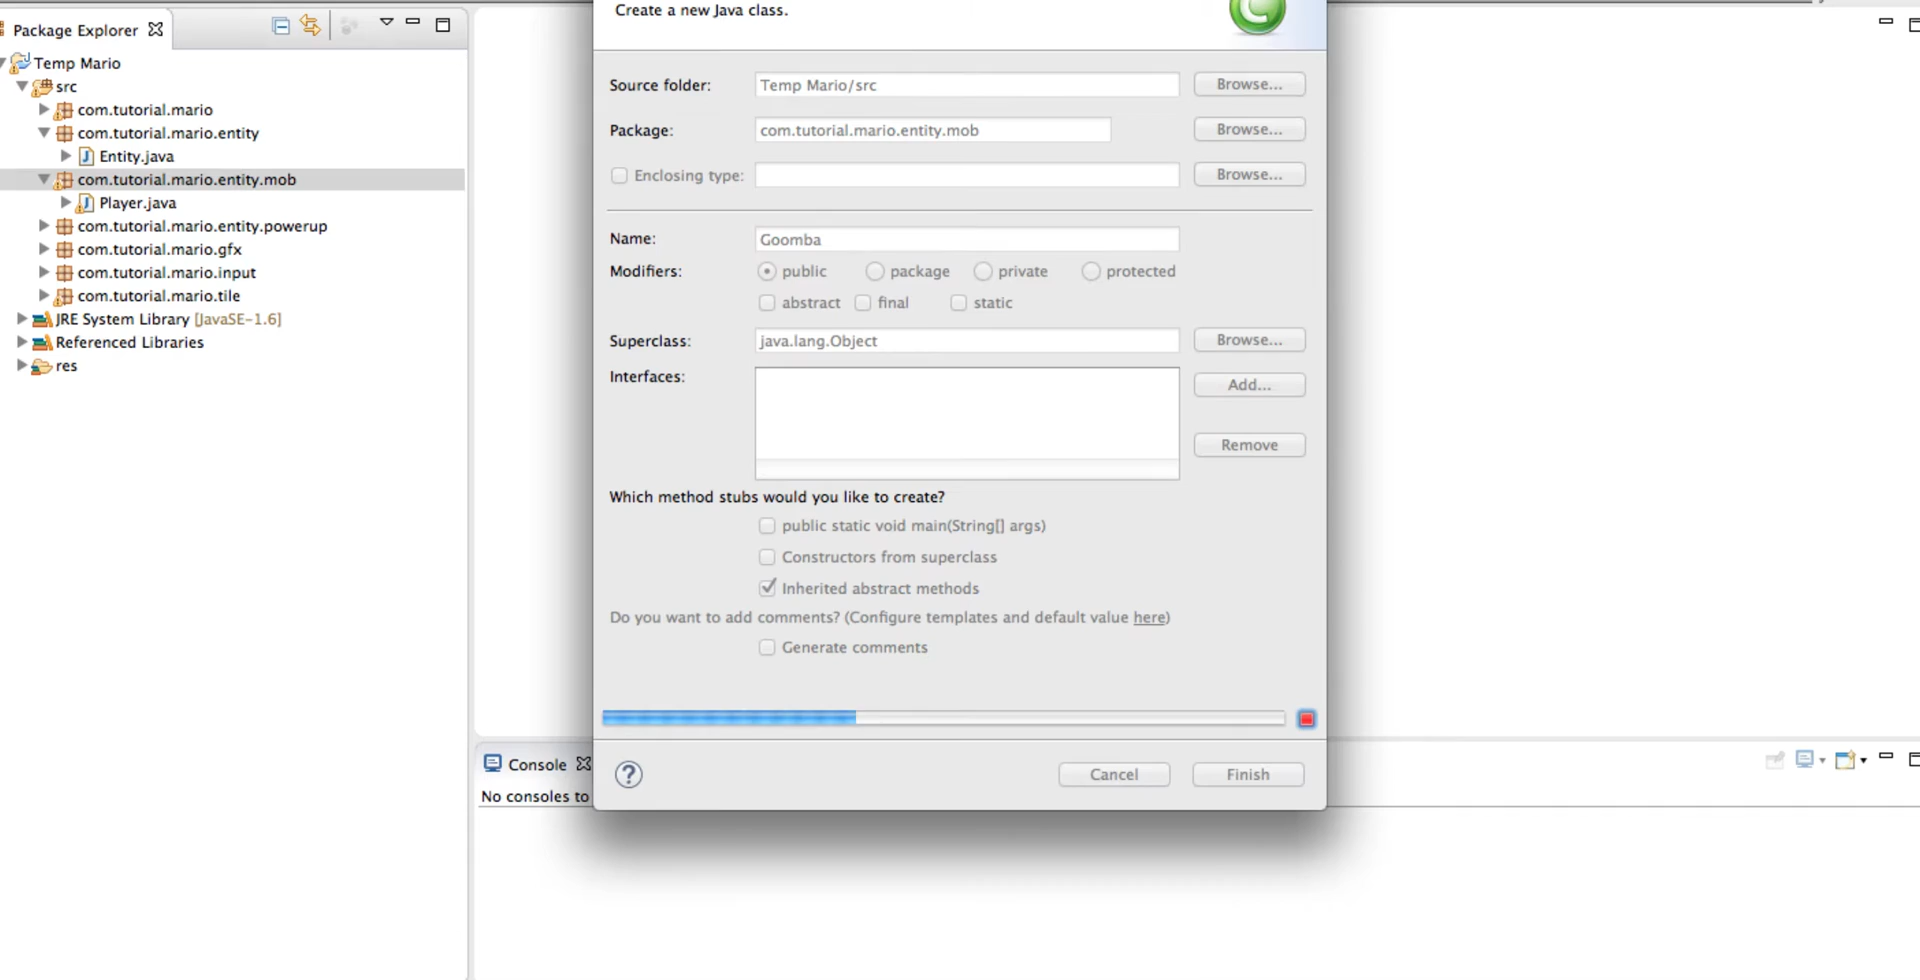 Package Explorer
Temp Mario
src
com.tutorial.mario
com.tutorial.mario.entity
Entity.java
com.tutorial.mario.entity.mob
Player.java
com.tutorial.mario.entity.powerup
com.tutorial.mario.gfx
com.tutorial.mario.input
com.tutorial.mario.tile
JRE System Library [JavaSE-1.6]
Referenced Libraries
res
Create a new Java class.
C
Source folder: Temp Mario/src Browse...
Package: com.tutorial.mario.entity.mob Browse...
Enclosing type: Browse...
Name: Goomba
Modifiers: public package private protected
abstract final static
Superclass: java.lang.Object Browse...
Interfaces: Add...
Remove
Which method stubs would you like to create?
public static void main(String[] args)
Constructors from superclass
Inherited abstract methods
Do you want to add comments? (Configure templates and default value here)
Generate comments
? Cancel Finish
Console
No consoles to